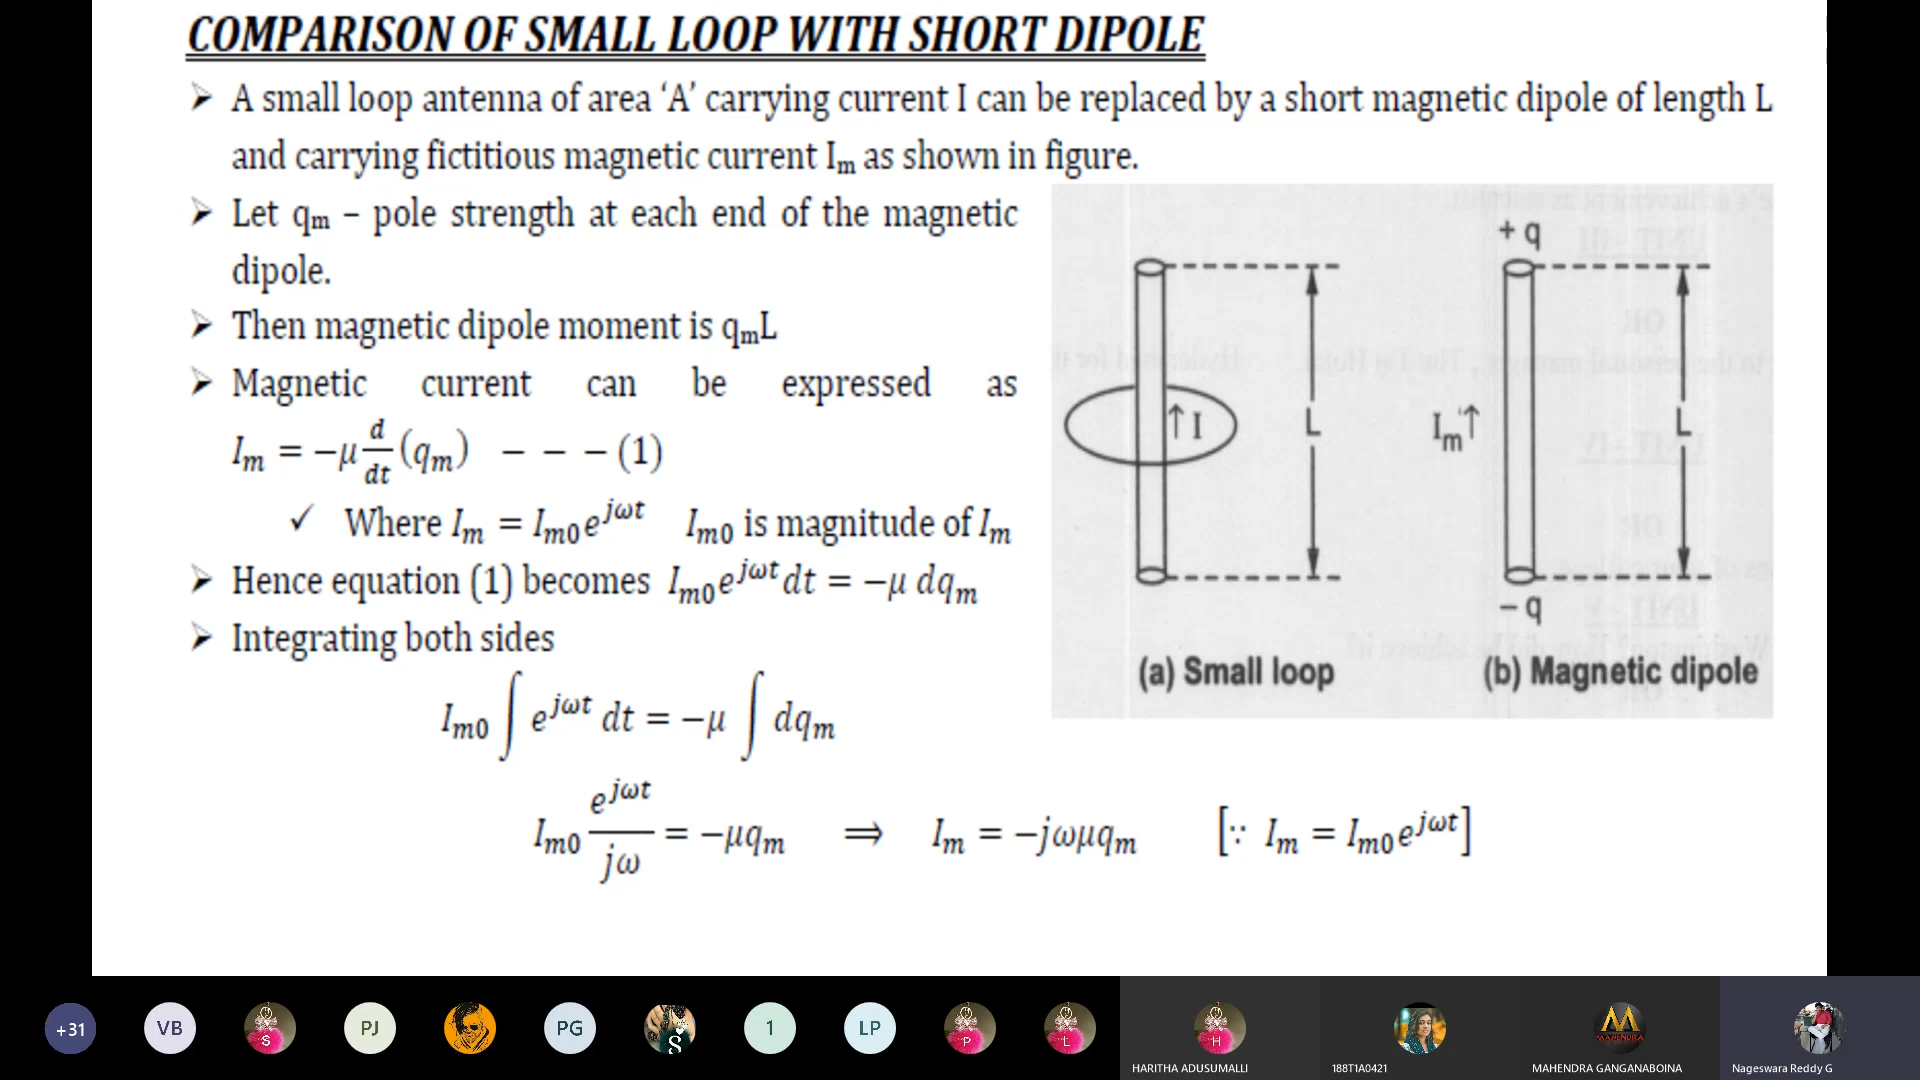 COMPARISON OF SMALL LOOP WITH SHORT DIPOLE
➢ A small loop antenna of area ‘A’ carrying current I can be replaced by a short magnetic dipole of length L
and carrying fictitious magnetic current Iₘ as shown in figure.
➢ Let qₘ – pole strength at each end of the magnetic
dipole.
➢ Then magnetic dipole moment is qₘL
➢ Magnetic current can be expressed as
Iₘ = −μ d/dt (qₘ) − − − (1)
✓ Where Iₘ = Iₘ₀e^{jωt} Iₘ₀ is magnitude of Iₘ
➢ Hence equation (1) becomes Iₘ₀e^{jωt}dt = −μ dqₘ
➢ Integrating both sides
Iₘ₀ ∫ e^{jωt} dt = −μ ∫ dqₘ
Iₘ₀ e^{jωt}/jω = −μqₘ ⟹ Iₘ = −jωμqₘ [∵ Iₘ = Iₘ₀e^{jωt}]
↑ I
L
(a) Small loop
+ q
Iₘ↑
L
− q
(b) Magnetic dipole
+31
VB
S
PJ
PG
S
1
LP
P
L
H
HARITHA ADUSUMALLI
188T1A0421
MAHENDRA
MAHENDRA GANGANABOINA
Nageswara Reddy G